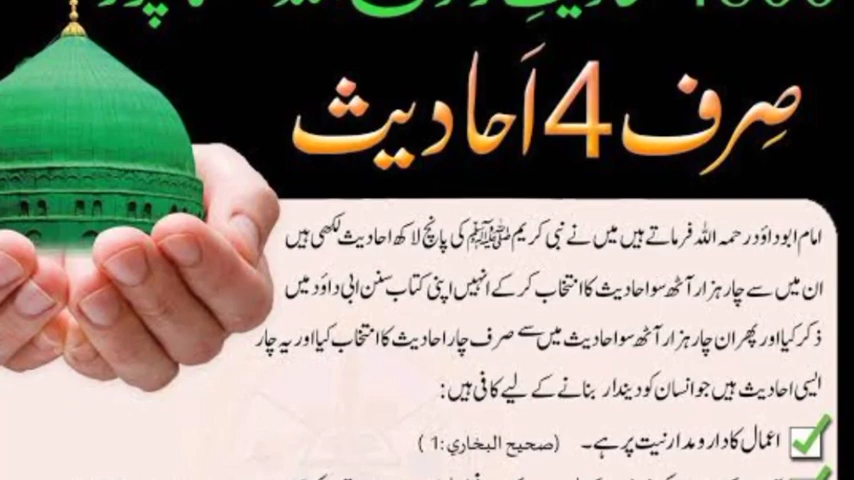 4800
صِرف 4 اَحادیث
امام ابوداؤد رحمہ اللہ فرماتے ہیں میں نے نبی کریم ﷺ کی پانچ لاکھ احادیث لکھی ہیں
ان میں سے چار ہزار آٹھ سو احادیث کا انتخاب کر کے انہیں اپنی کتاب سنن ابی داؤد میں
ذکر کیا اور پھر ان چار ہزار آٹھ سو احادیث میں سے صرف چار احادیث کا انتخاب کیا اور یہ چار
ایسی احادیث ہیں جو انسان کو دیندار بنانے کے لیے کافی ہیں:
اعمال کا دارومدار نیت پر ہے۔ (صحيح البخاري: 1)